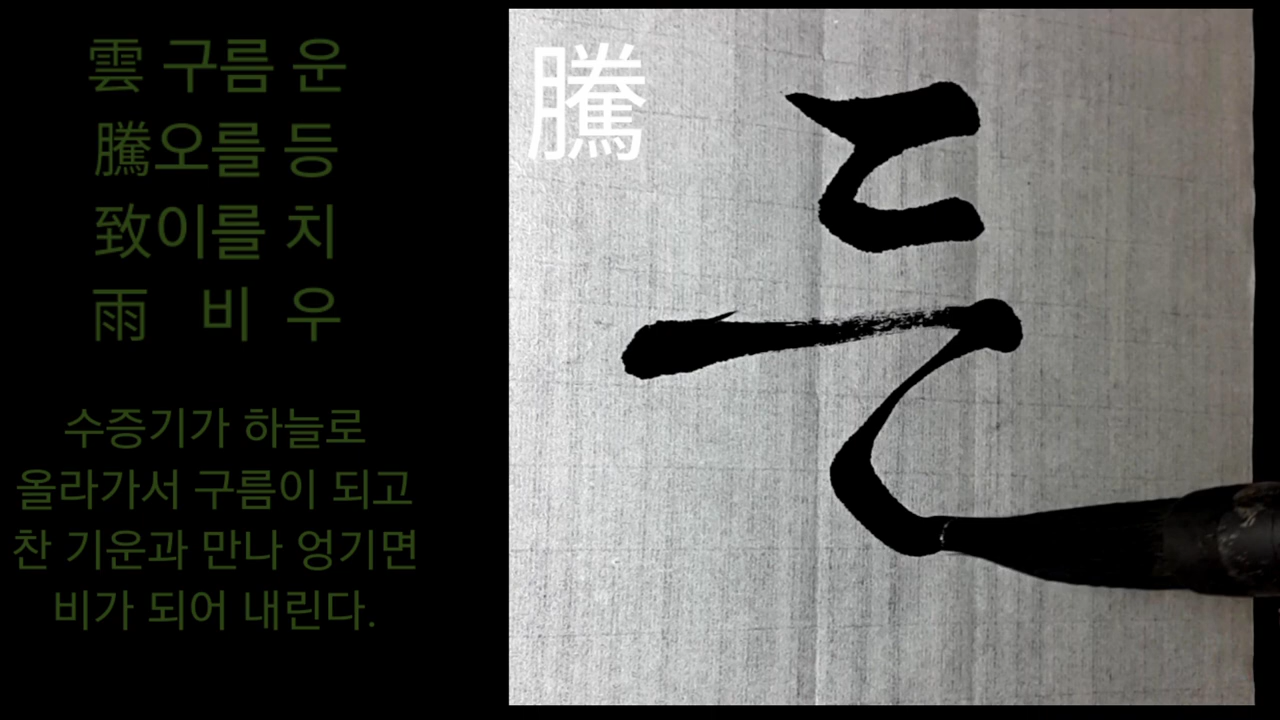 雲 구름 운
騰오를 등
致이를 치
雨 비 우
수증기가 하늘로
올라가서 구름이 되고
찬 기운과 만나 엉기면
비가 되어 내린다.
騰